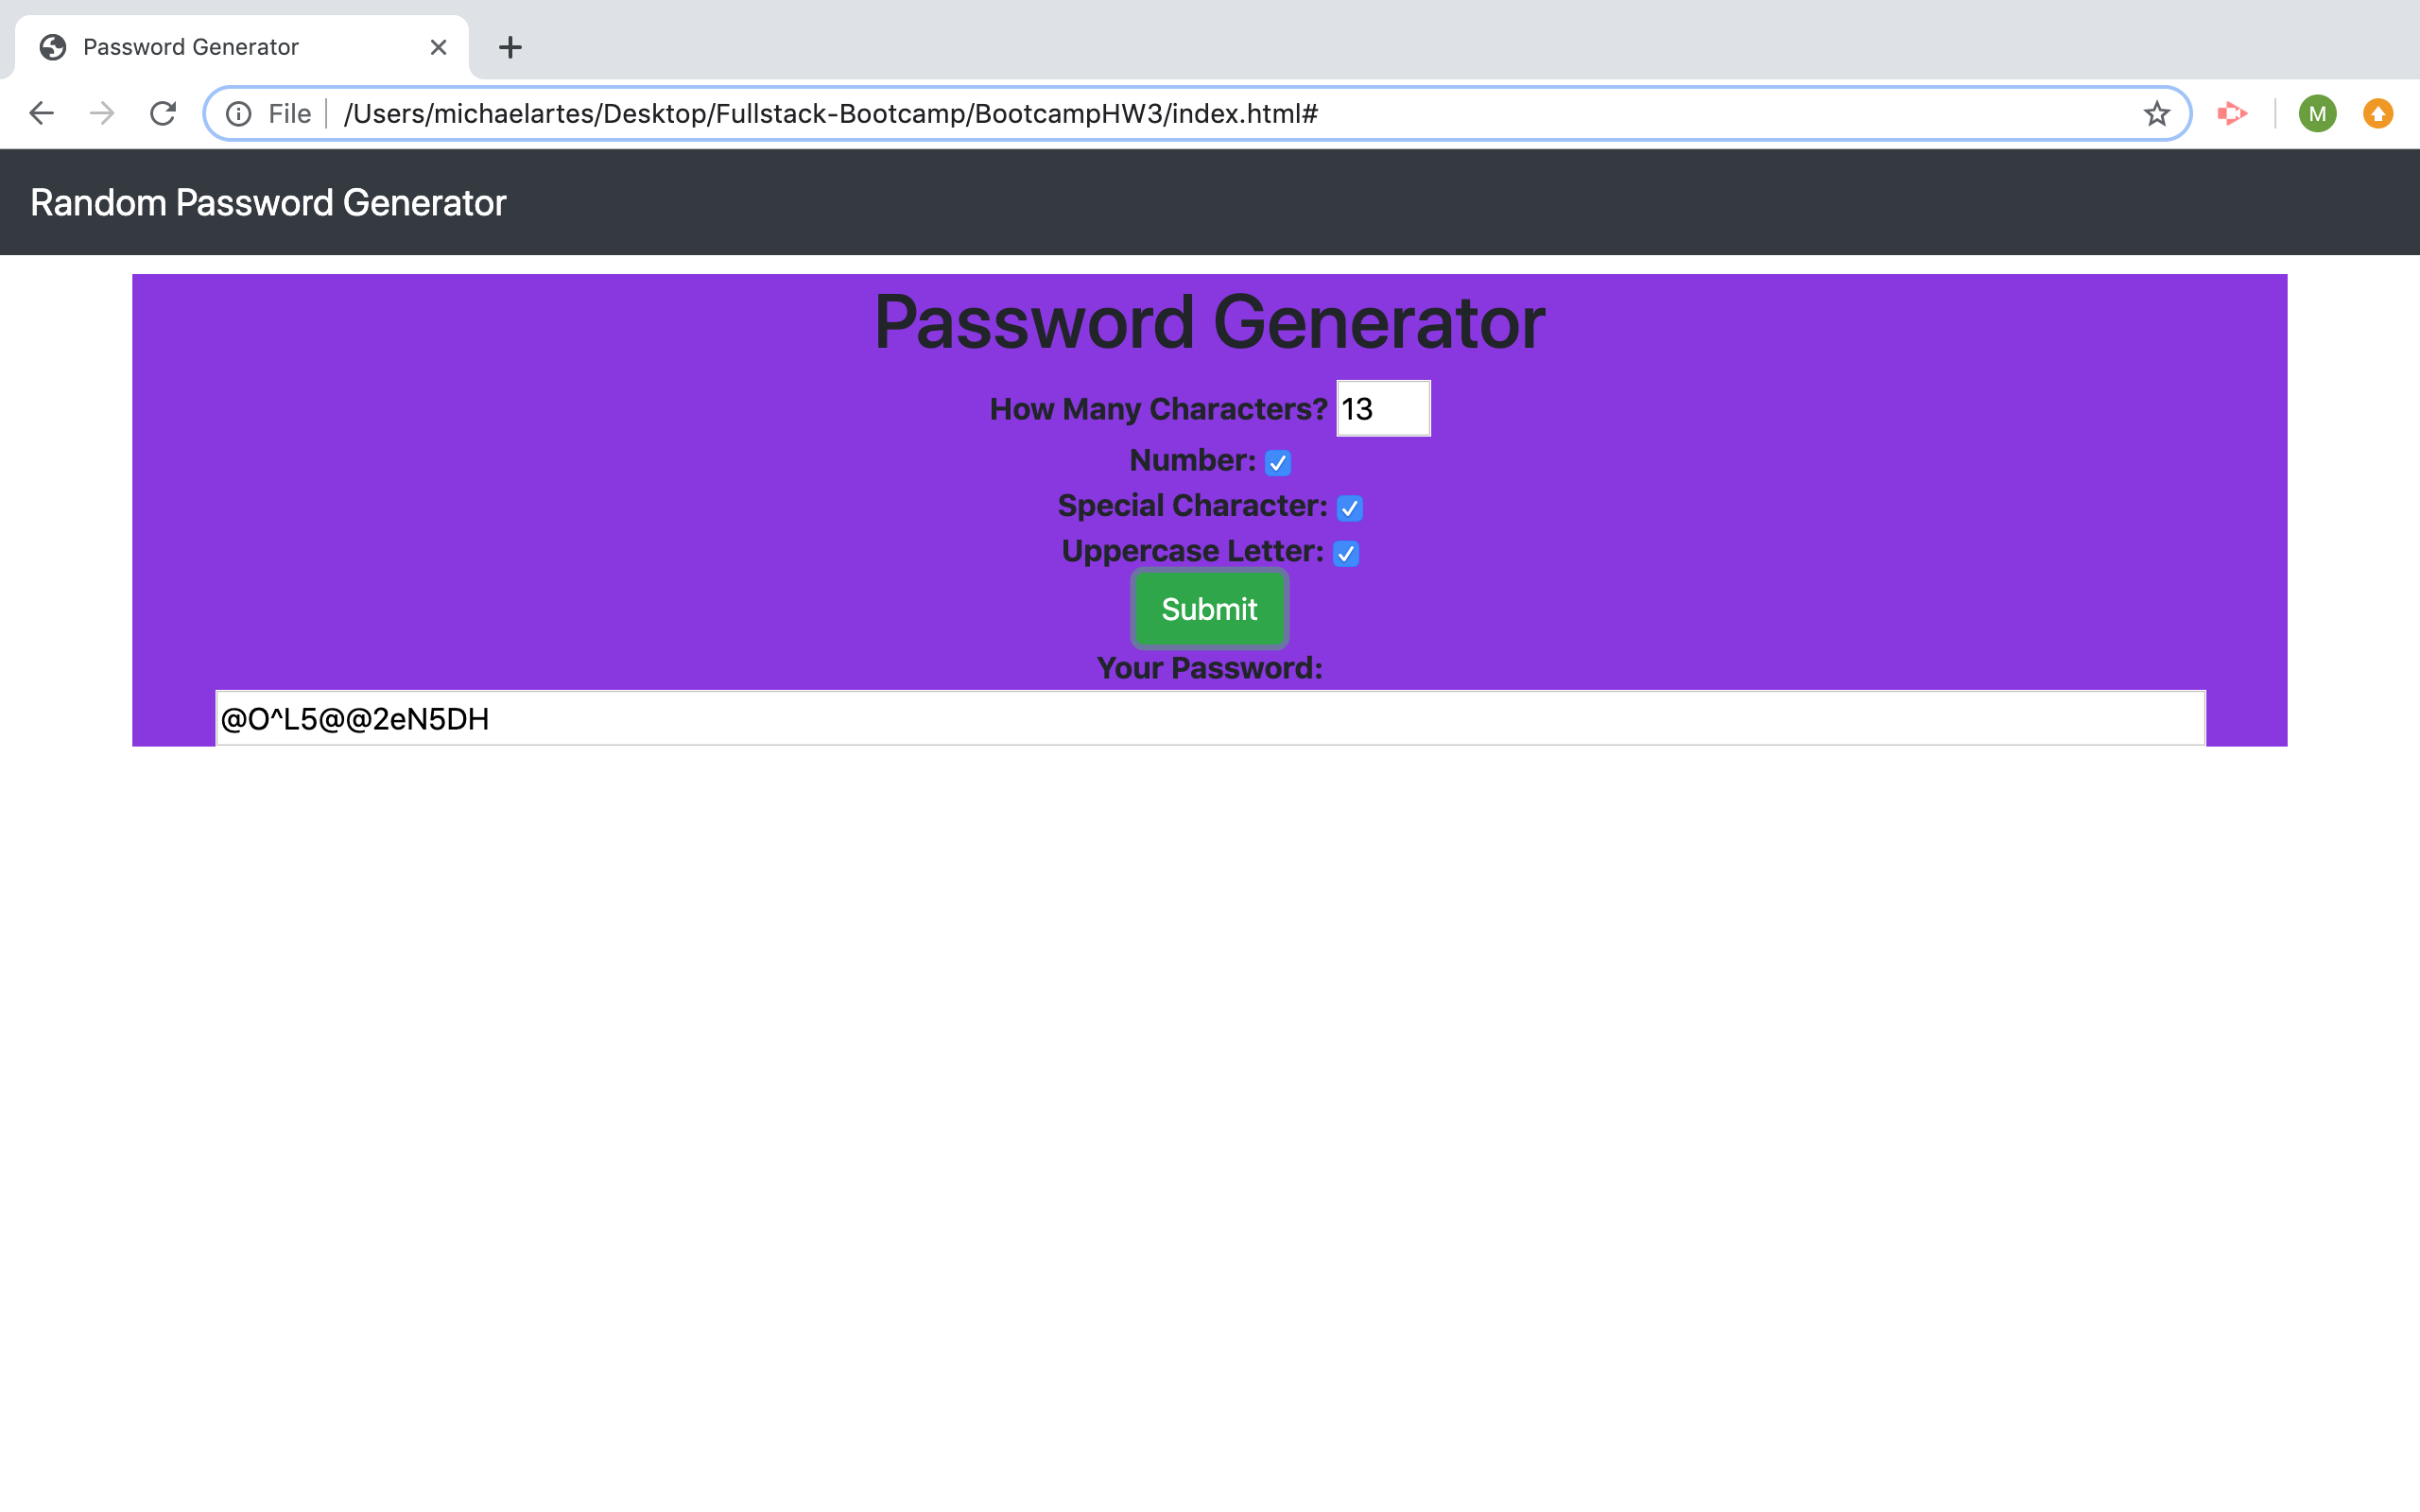 Password Generator
File /Users/michaelartes/Desktop/Fullstack-Bootcamp/BootcampHW3/index.html#
M
Random Password Generator
Password Generator
How Many Characters? 13
Number:
Special Character:
Uppercase Letter:
Submit
Your Password:
@O^L5@@2eN5DH